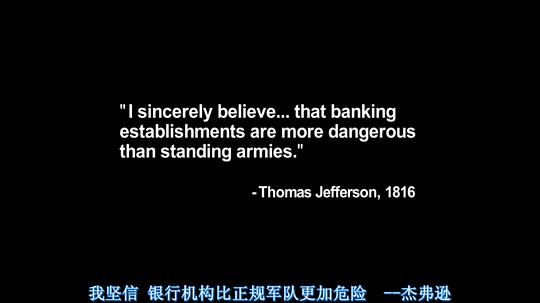 "I sincerely believe... that banking
establishments are more dangerous
than standing armies."
-Thomas Jefferson, 1816
我坚信 银行机构比正规军队更加危险 --杰弗逊